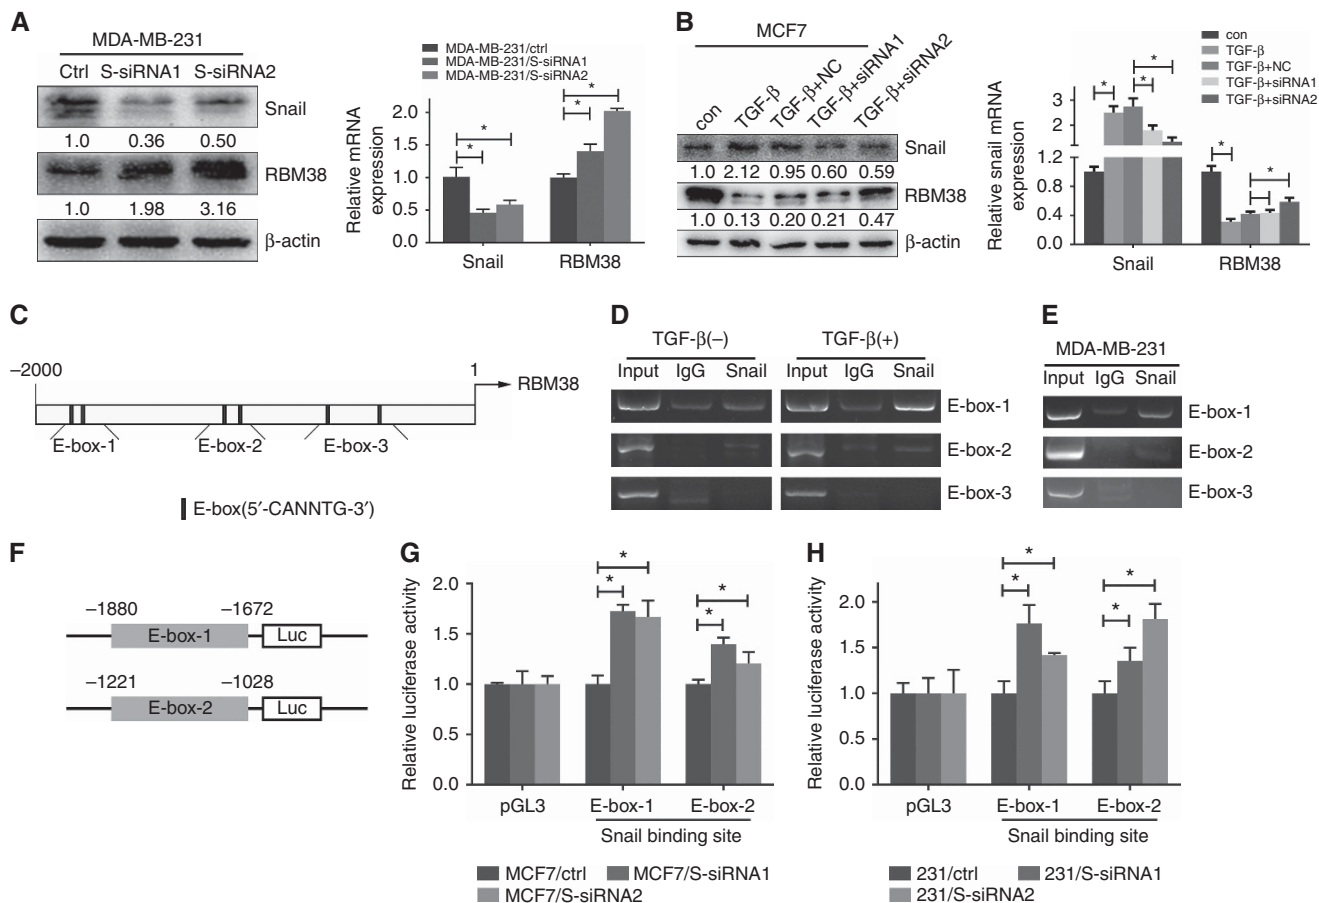 A
MDA-MB-231
Ctrl S-siRNA1 S-siRNA2
Snail
1.0 0.36 0.50
RBM38
1.0 1.98 3.16
β-actin
MDA-MB-231/ctrl
MDA-MB-231/S-siRNA1
MDA-MB-231/S-siRNA2
Relative mRNA
expression
2.0
1.5
1.0
0.5
0.0
* * * *
Snail RBM38
B
MCF7
con TGF-β TGF-β+NC TGF-β+siRNA1 TGF-β+siRNA2
Snail
1.0 2.12 0.95 0.60 0.59
RBM38
1.0 0.13 0.20 0.21 0.47
β-actin
con
TGF-β
TGF-β+NC
TGF-β+siRNA1
TGF-β+siRNA2
Relative snail mRNA
expression
3
2
1.2
0.8
0.4
0.0
* * * * * *
Snail RBM38
C
−2000 1
RBM38
E-box-1 E-box-2 E-box-3
E-box(5′-CANNTG-3′)
D
TGF-β(−) TGF-β(+)
Input IgG Snail Input IgG Snail
E-box-1
E-box-2
E-box-3
E
MDA-MB-231
Input IgG Snail
E-box-1
E-box-2
E-box-3
F
−1880 −1672
E-box-1 Luc
−1221 −1028
E-box-2 Luc
G
Relative luciferase activity
2.0
1.5
1.0
0.5
0.0
* * * *
pGL3 E-box-1 E-box-2
Snail binding site
MCF7/ctrl MCF7/S-siRNA1
MCF7/S-siRNA2
H
Relative luciferase activity
2.0
1.5
1.0
0.5
0.0
* * * *
pGL3 E-box-1 E-box-2
Snail binding site
231/ctrl 231/S-siRNA1
231/S-siRNA2